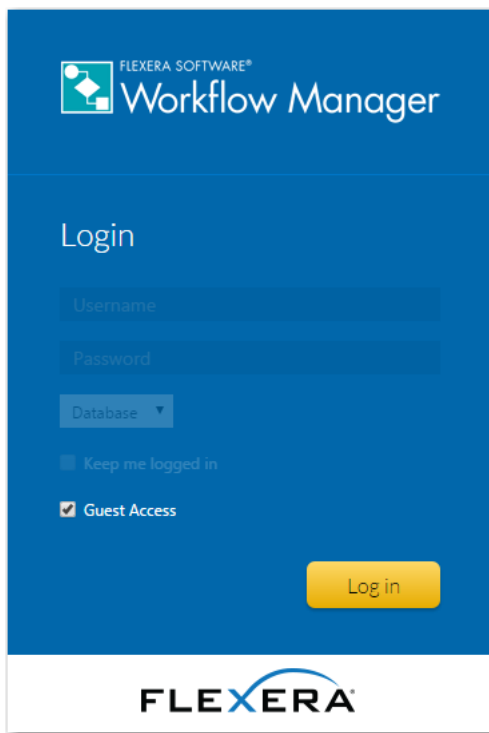 FLEXERA SOFTWARE®
Workflow Manager
Login
Username
Password
Database
Keep me logged in
Guest Access
Log in
FLEXERA